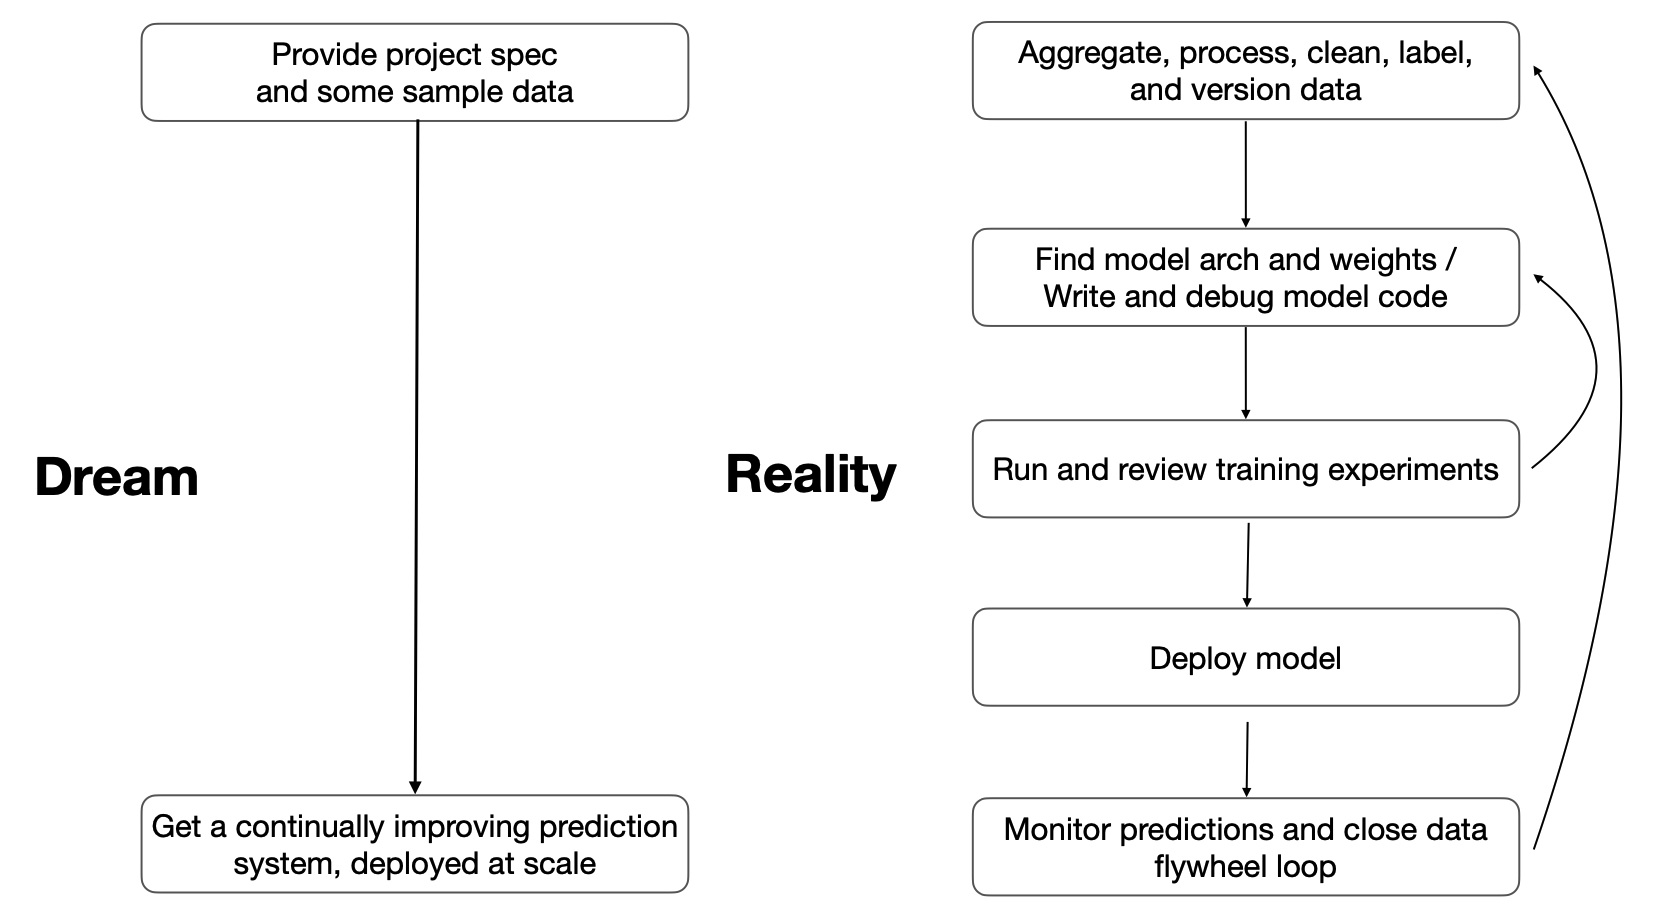 Dream
Provide project spec
and some sample data
Get a continually improving prediction
system, deployed at scale
Reality
Aggregate, process, clean, label,
and version data
Find model arch and weights /
Write and debug model code
Run and review training experiments
Deploy model
Monitor predictions and close data
flywheel loop